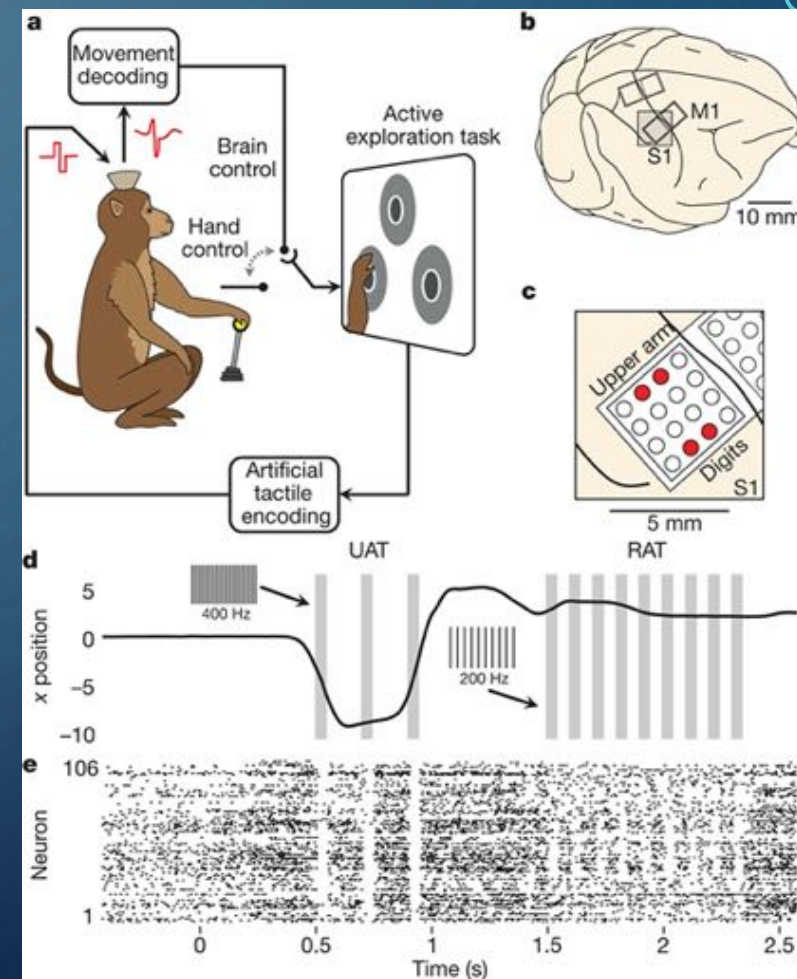 a
Movement
decoding
Brain
control
Hand
control
Active
exploration task
Artificial
tactile
encoding
b
M1
S1
10 mm
c
Upper arm
Digits
S1
5 mm
d
UAT
RAT
400 Hz
200 Hz
x position
5
0
−5
−10
e
106
Neuron
1
0 0.5 1 1.5 2 2.5
Time (s)